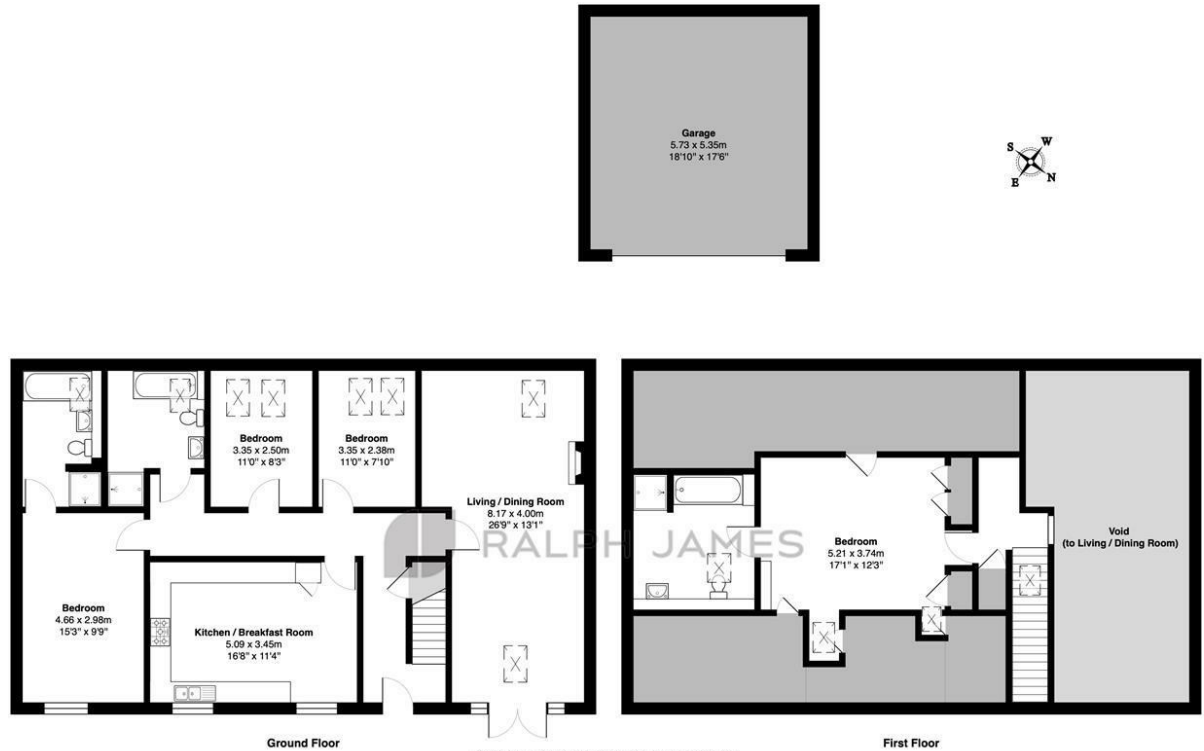 Garage
5.73 x 5.35m
18'10" x 17'6"
S W
E N
Bedroom
3.35 x 2.50m
11'0" x 8'3"
Bedroom
3.35 x 2.38m
11'0" x 7'10"
Living / Dining Room
8.17 x 4.00m
26'9" x 13'1"
Bedroom
4.66 x 2.98m
15'3" x 9'9"
Kitchen / Breakfast Room
5.09 x 3.45m
16'8" x 11'4"
RALPH JAMES
Bedroom
5.21 x 3.74m
17'1" x 12'3"
Void
(to Living / Dining Room)
Ground Floor
First Floor